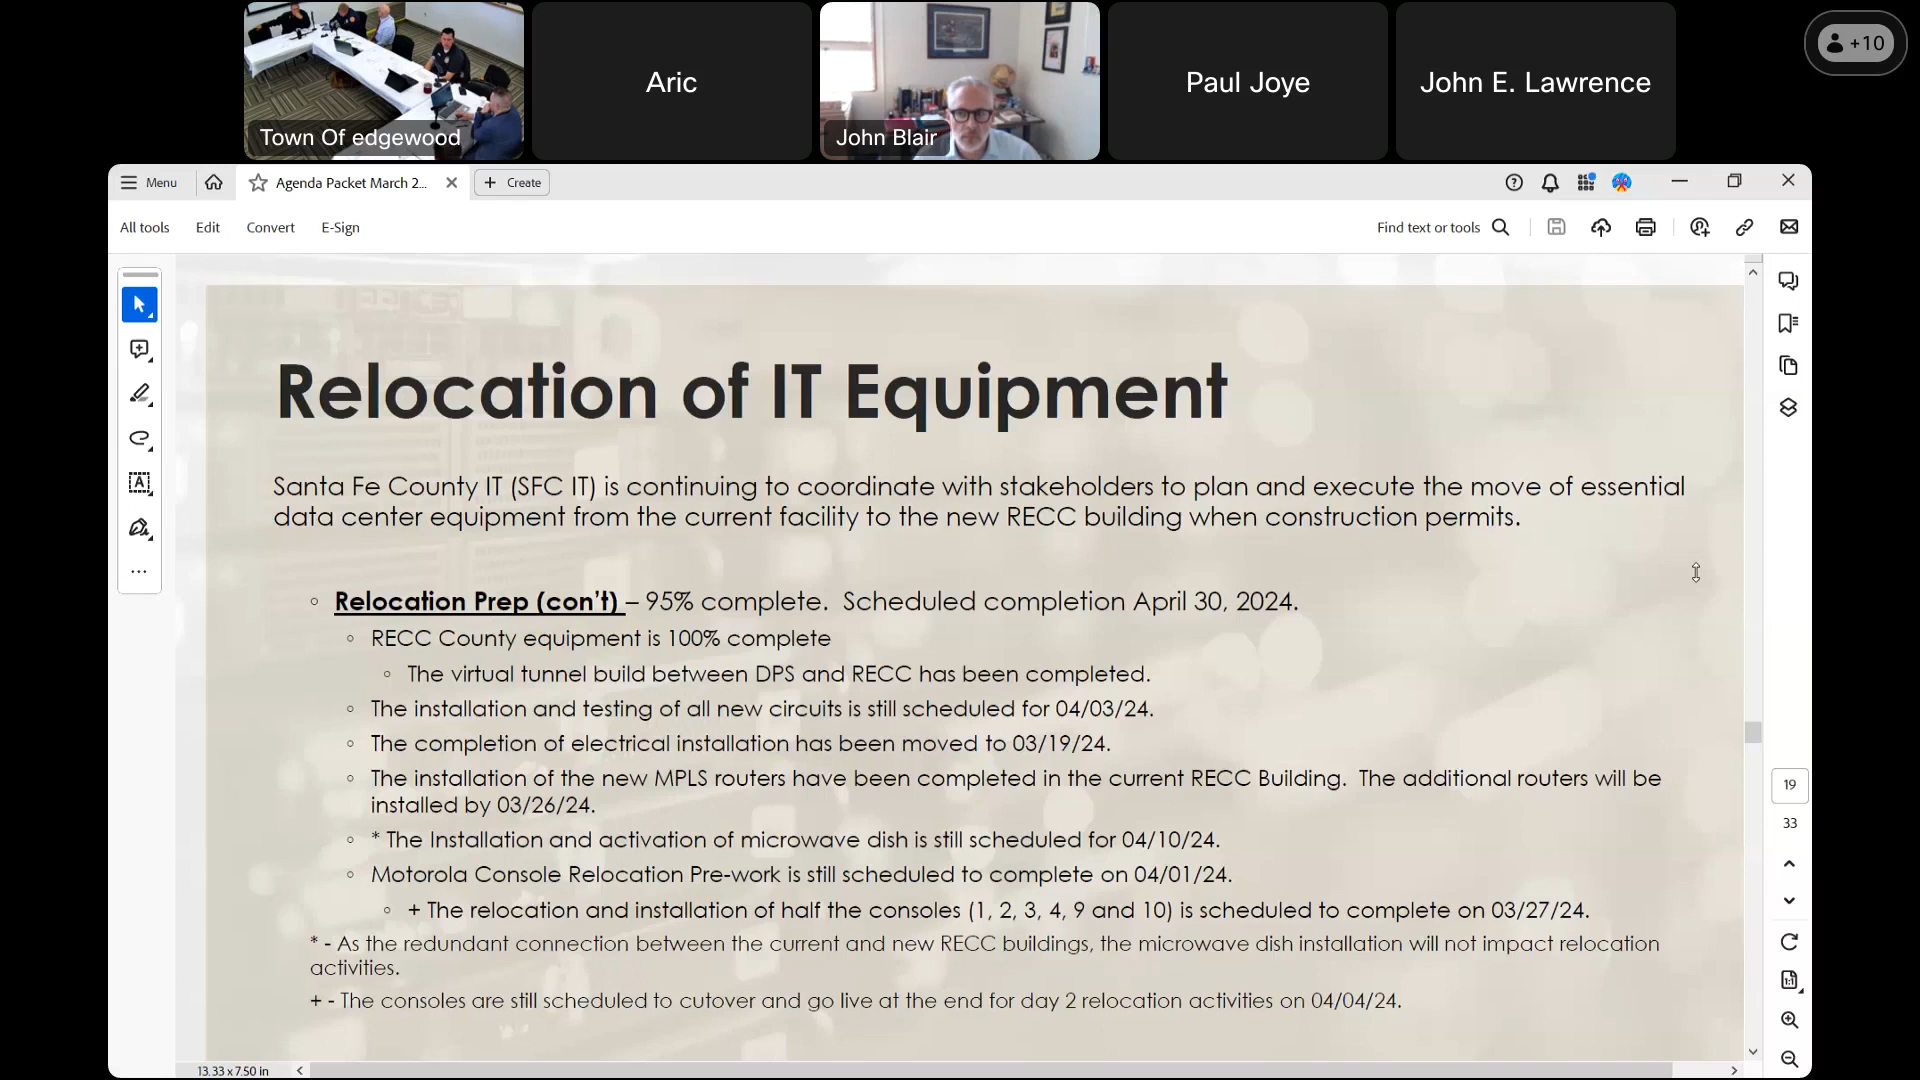 Town Of edgewood
Aric
John Blair
Paul Joye
John E. Lawrence
+10
Menu
Agenda Packet March 2...
+ Create
All tools
Edit
Convert
E-Sign
Find text or tools
Relocation of IT Equipment
Santa Fe County IT (SFC IT) is continuing to coordinate with stakeholders to plan and execute the move of essential
data center equipment from the current facility to the new RECC building when construction permits.
Relocation Prep (con't) – 95% complete. Scheduled completion April 30, 2024.
RECC County equipment is 100% complete
The virtual tunnel build between DPS and RECC has been completed.
The installation and testing of all new circuits is still scheduled for 04/03/24.
The completion of electrical installation has been moved to 03/19/24.
The installation of the new MPLS routers have been completed in the current RECC Building. The additional routers will be
installed by 03/26/24.
* The Installation and activation of microwave dish is still scheduled for 04/10/24.
Motorola Console Relocation Pre-work is still scheduled to complete on 04/01/24.
+ The relocation and installation of half the consoles (1, 2, 3, 4, 9 and 10) is scheduled to complete on 03/27/24.
* - As the redundant connection between the current and new RECC buildings, the microwave dish installation will not impact relocation
activities.
+ - The consoles are still scheduled to cutover and go live at the end for day 2 relocation activities on 04/04/24.
19
33
13.33 x 7.50 in